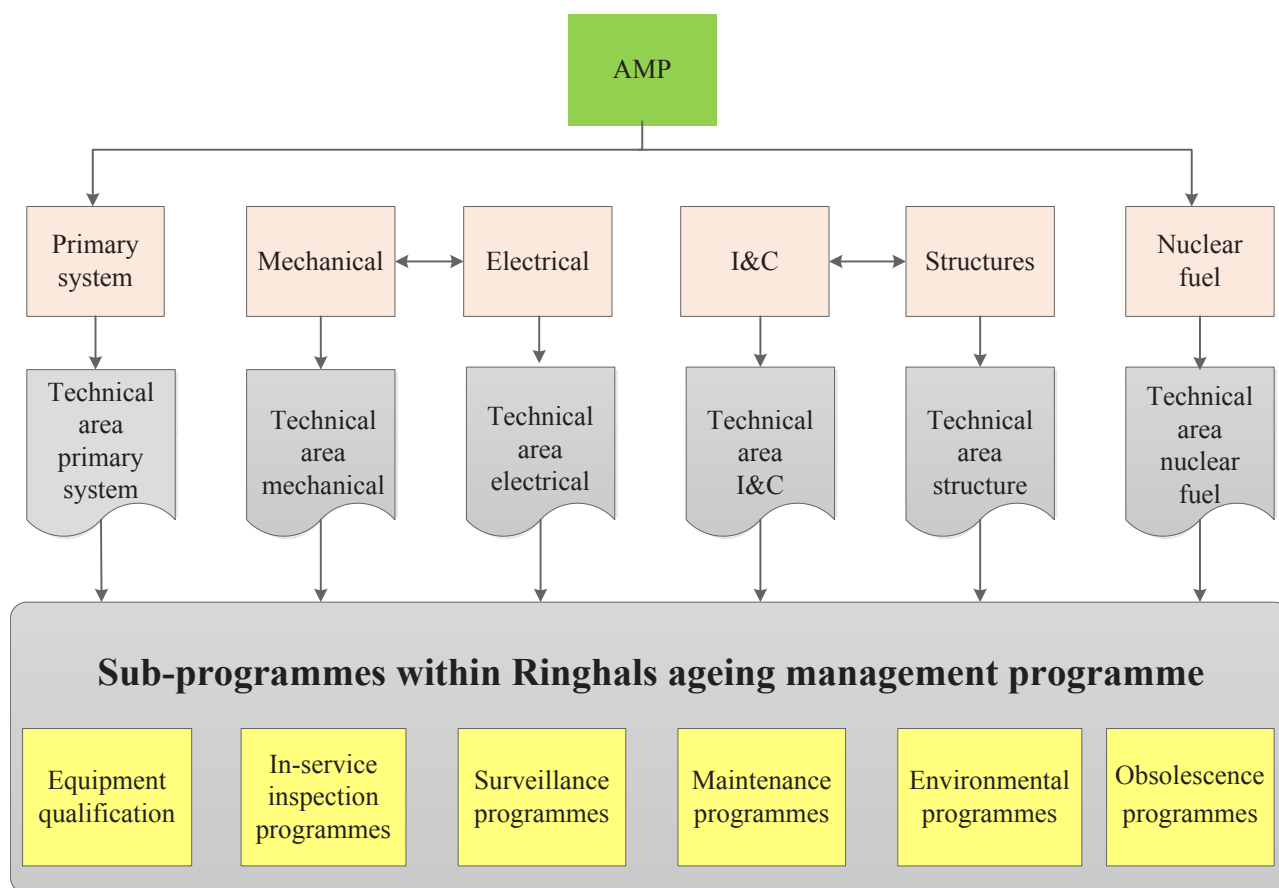 AMP
Primary
system
Mechanical
Electrical
I&C
Structures
Nuclear
fuel
Technical
area
primary
system
Technical
area
mechanical
Technical
area
electrical
Technical
area
I&C
Technical
area
structure
Technical
area
nuclear
fuel
Sub-programmes within Ringhals ageing management programme
Equipment
qualification
In-service
inspection
programmes
Surveillance
programmes
Maintenance
programmes
Environmental
programmes
Obsolescence
programmes